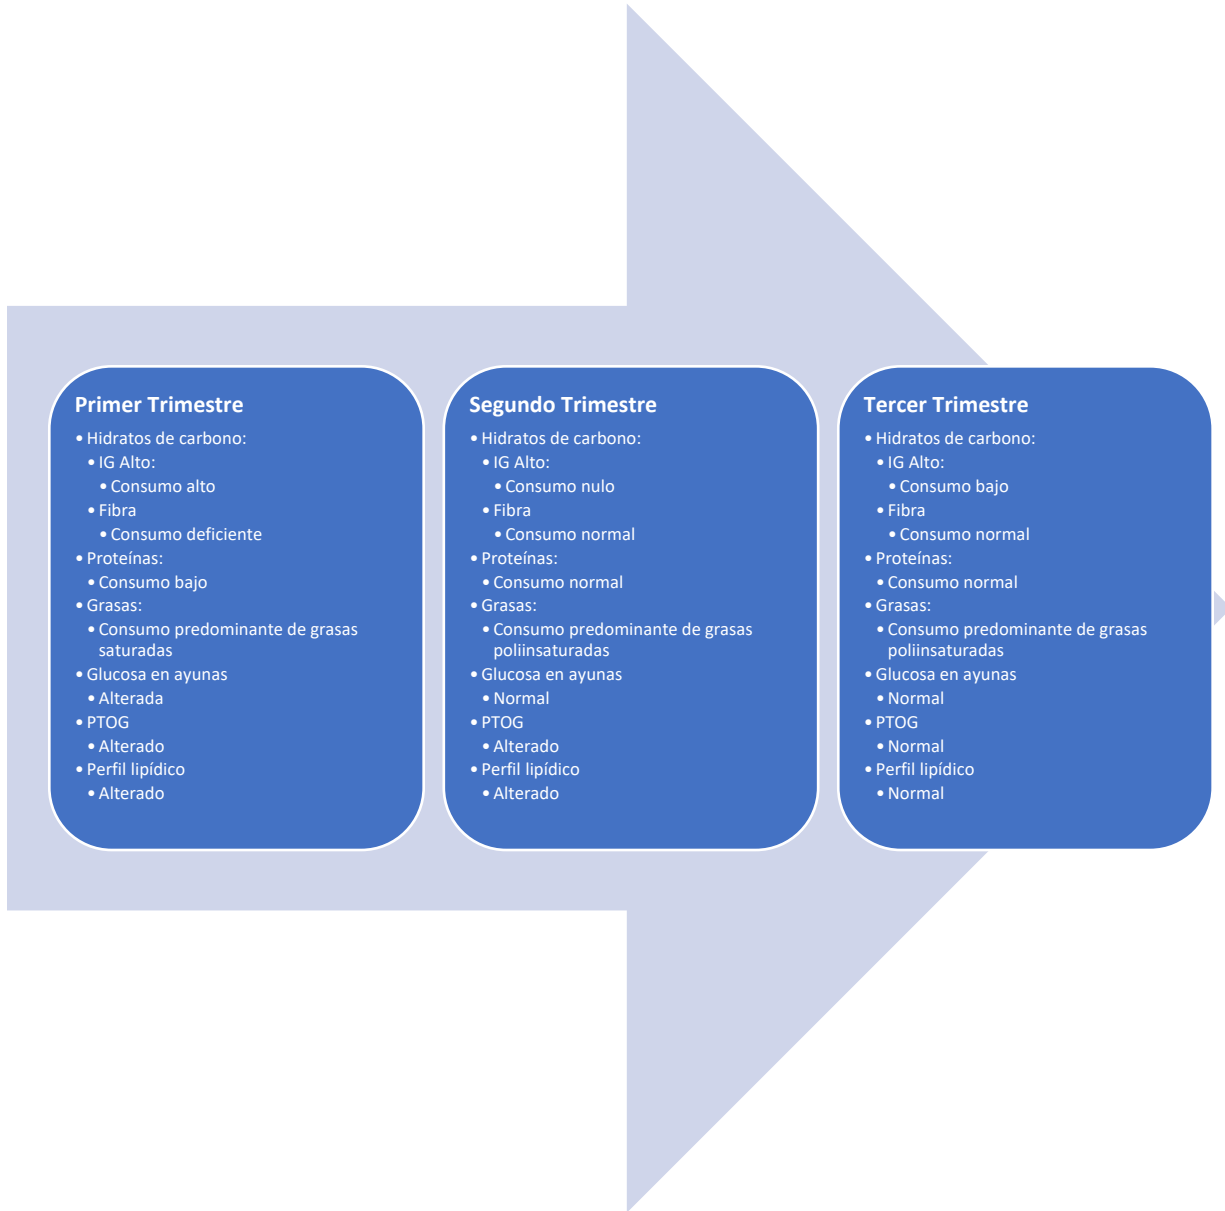 Primer Trimestre
• Hidratos de carbono:
• IG Alto:
• Consumo alto
• Fibra
• Consumo deficiente
• Proteínas:
• Consumo bajo
• Grasas:
• Consumo predominante de grasas
saturadas
• Glucosa en ayunas
• Alterada
• PTOG
• Alterado
• Perfil lipídico
• Alterado
Segundo Trimestre
• Hidratos de carbono:
• IG Alto:
• Consumo nulo
• Fibra
• Consumo normal
• Proteínas:
• Consumo normal
• Grasas:
• Consumo predominante de grasas
poliinsaturadas
• Glucosa en ayunas
• Normal
• PTOG
• Alterado
• Perfil lipídico
• Alterado
Tercer Trimestre
• Hidratos de carbono:
• IG Alto:
• Consumo bajo
• Fibra
• Consumo normal
• Proteínas:
• Consumo normal
• Grasas:
• Consumo predominante de grasas
poliinsaturadas
• Glucosa en ayunas
• Normal
• PTOG
• Normal
• Perfil lipídico
• Normal